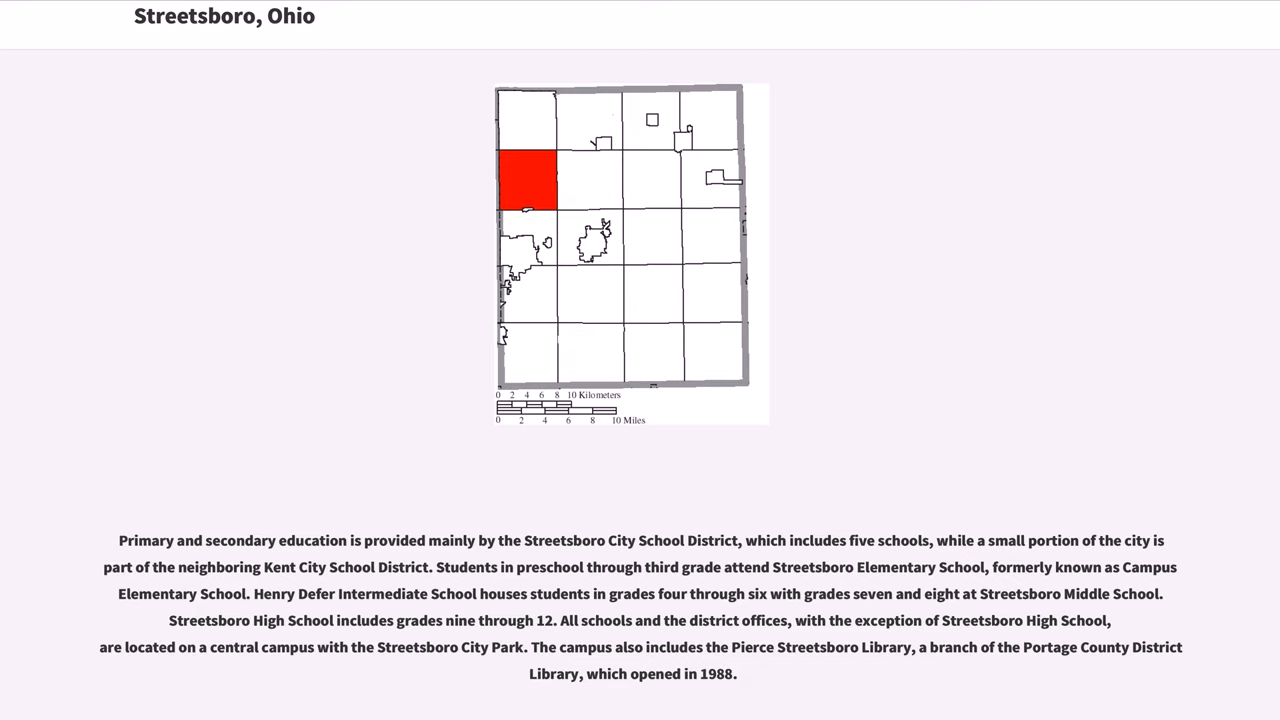 Streetsboro, Ohio
0 2 4 6 8 10 Kilometers
0 2 4 6 8 10 Miles
Primary and secondary education is provided mainly by the Streetsboro City School District, which includes five schools, while a small portion of the city is
part of the neighboring Kent City School District. Students in preschool through third grade attend Streetsboro Elementary School, formerly known as Campus
Elementary School. Henry Defer Intermediate School houses students in grades four through six with grades seven and eight at Streetsboro Middle School.
Streetsboro High School includes grades nine through 12. All schools and the district offices, with the exception of Streetsboro High School,
are located on a central campus with the Streetsboro City Park. The campus also includes the Pierce Streetsboro Library, a branch of the Portage County District
Library, which opened in 1988.